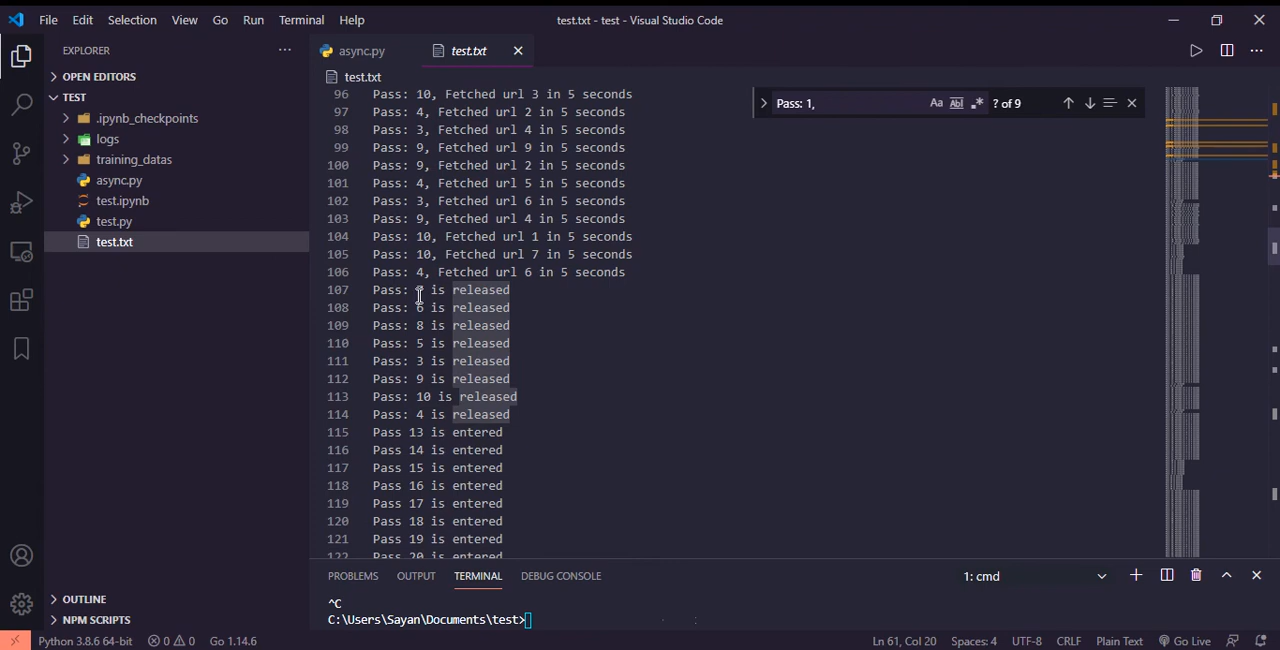 File Edit Selection View Go Run Terminal Help
test.txt - test - Visual Studio Code
EXPLORER
OPEN EDITORS
TEST
.ipynb_checkpoints
logs
training_datas
async.py
test.ipynb
test.py
test.txt
OUTLINE
NPM SCRIPTS
async.py
test.txt
test.txt
Pass: 1,
Aa Abl
? of 9
96 Pass: 10, Fetched url 3 in 5 seconds
97 Pass: 4, Fetched url 2 in 5 seconds
98 Pass: 3, Fetched url 4 in 5 seconds
99 Pass: 9, Fetched url 9 in 5 seconds
100 Pass: 9, Fetched url 2 in 5 seconds
101 Pass: 4, Fetched url 5 in 5 seconds
102 Pass: 3, Fetched url 6 in 5 seconds
103 Pass: 9, Fetched url 4 in 5 seconds
104 Pass: 10, Fetched url 1 in 5 seconds
105 Pass: 10, Fetched url 7 in 5 seconds
106 Pass: 4, Fetched url 6 in 5 seconds
107 Pass: is released
108 Pass: 6 is released
109 Pass: 8 is released
110 Pass: 5 is released
111 Pass: 3 is released
112 Pass: 9 is released
113 Pass: 10 is released
114 Pass: 4 is released
115 Pass 13 is entered
116 Pass 14 is entered
117 Pass 15 is entered
118 Pass 16 is entered
119 Pass 17 is entered
120 Pass 18 is entered
121 Pass 19 is entered
122 Pass 20 is entered
PROBLEMS OUTPUT TERMINAL DEBUG CONSOLE
1: cmd
^C
C:\Users\Sayan\Documents\test>
Python 3.8.6 64-bit 0 0 Go 1.14.6
Ln 61, Col 20 Spaces: 4 UTF-8 CRLF Plain Text Go Live